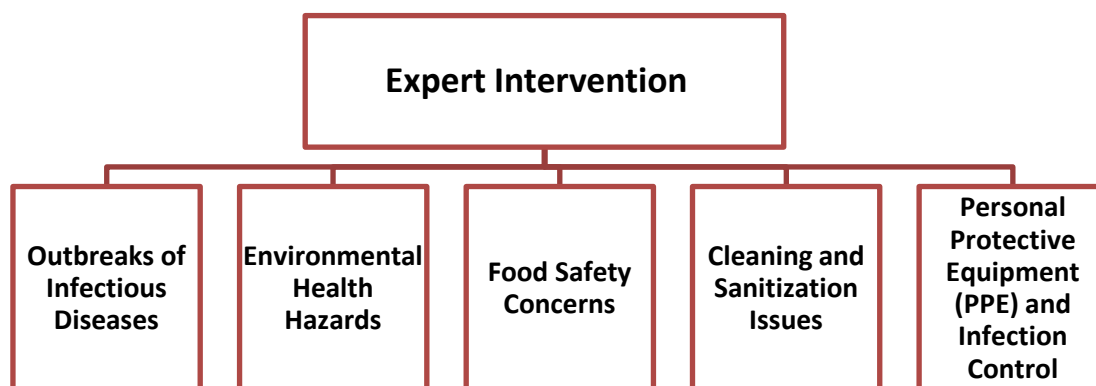 Expert Intervention
Outbreaks of
Infectious
Diseases
Environmental
Health
Hazards
Food Safety
Concerns
Cleaning and
Sanitization
Issues
Personal
Protective
Equipment
(PPE) and
Infection
Control